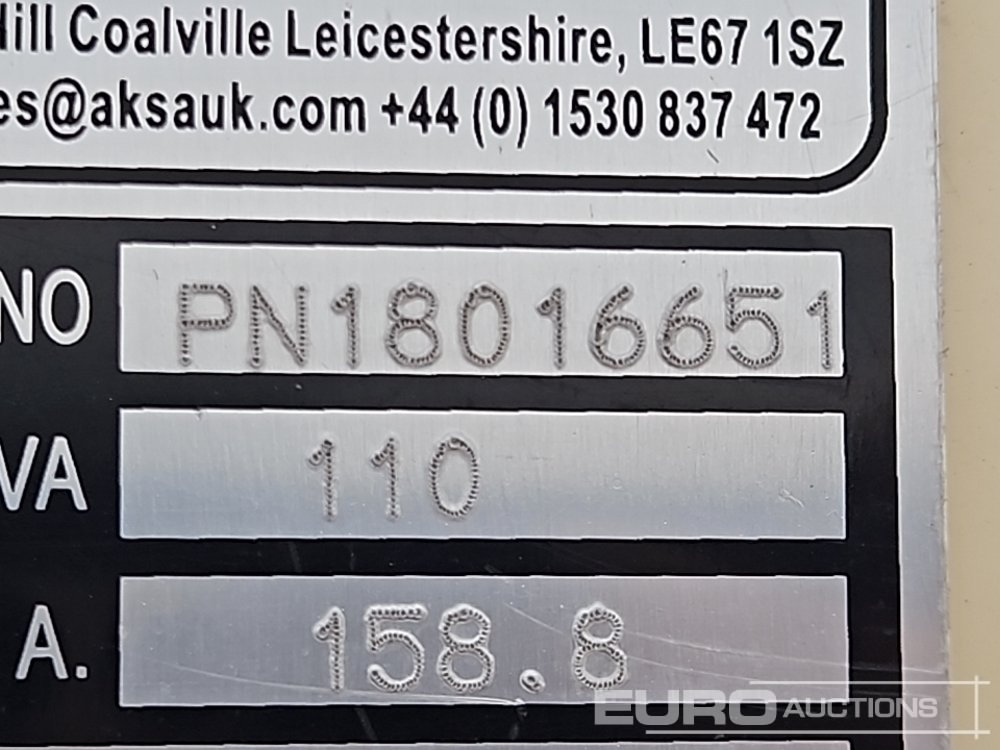 Hill Coalville Leicestershire, LE67 1SZ
es@aksauk.com +44 (0) 1530 837 472
NO PN18016651
VA 110
A. 158.8
EURO AUCTIONS